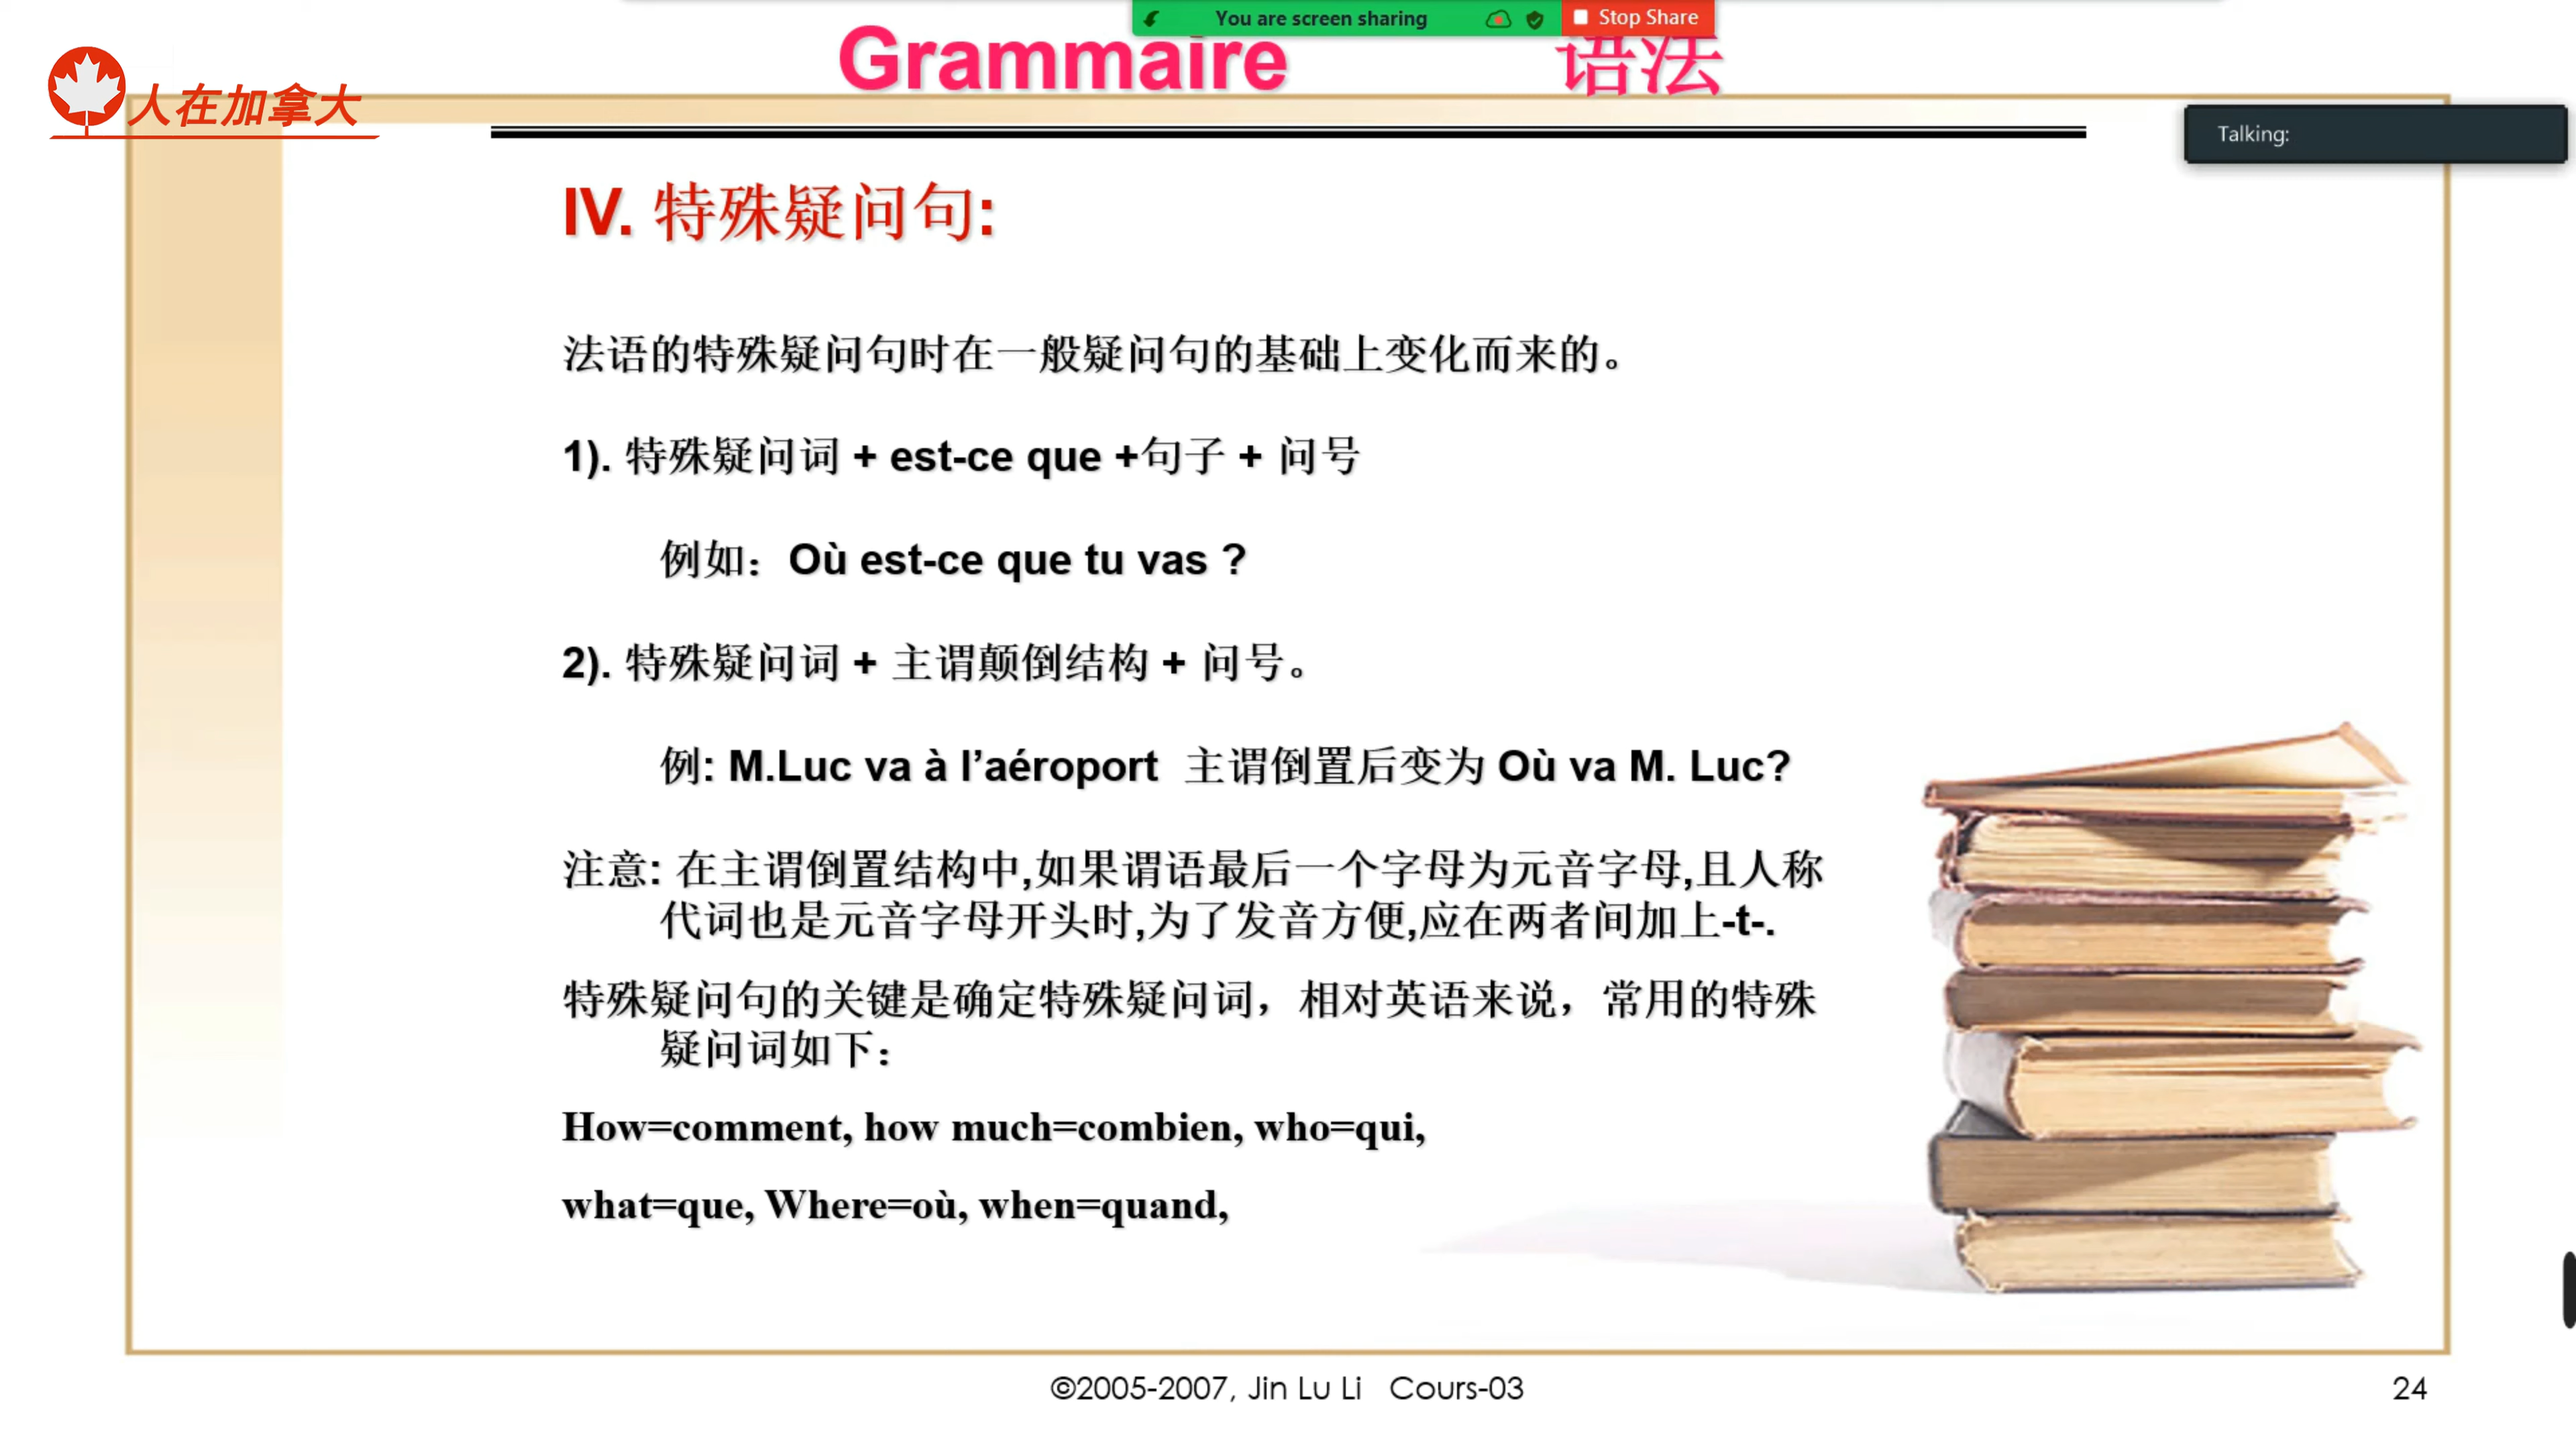 You are screen sharing Stop Share
Grammaire 语法
人在加拿大
Talking:
IV. 特殊疑问句:
法语的特殊疑问句时在一般疑问句的基础上变化而来的。
1). 特殊疑问词 + est-ce que +句子 + 问号
例如：Où est-ce que tu vas ?
2). 特殊疑问词 + 主谓颠倒结构 + 问号。
例: M.Luc va à l’aéroport 主谓倒置后变为 Où va M. Luc?
注意: 在主谓倒置结构中,如果谓语最后一个字母为元音字母,且人称
代词也是元音字母开头时,为了发音方便,应在两者间加上-t-.
特殊疑问句的关键是确定特殊疑问词，相对英语来说，常用的特殊
疑问词如下：
How=comment, how much=combien, who=qui,
what=que, Where=où, when=quand,
©2005-2007, Jin Lu Li Cours-03
24